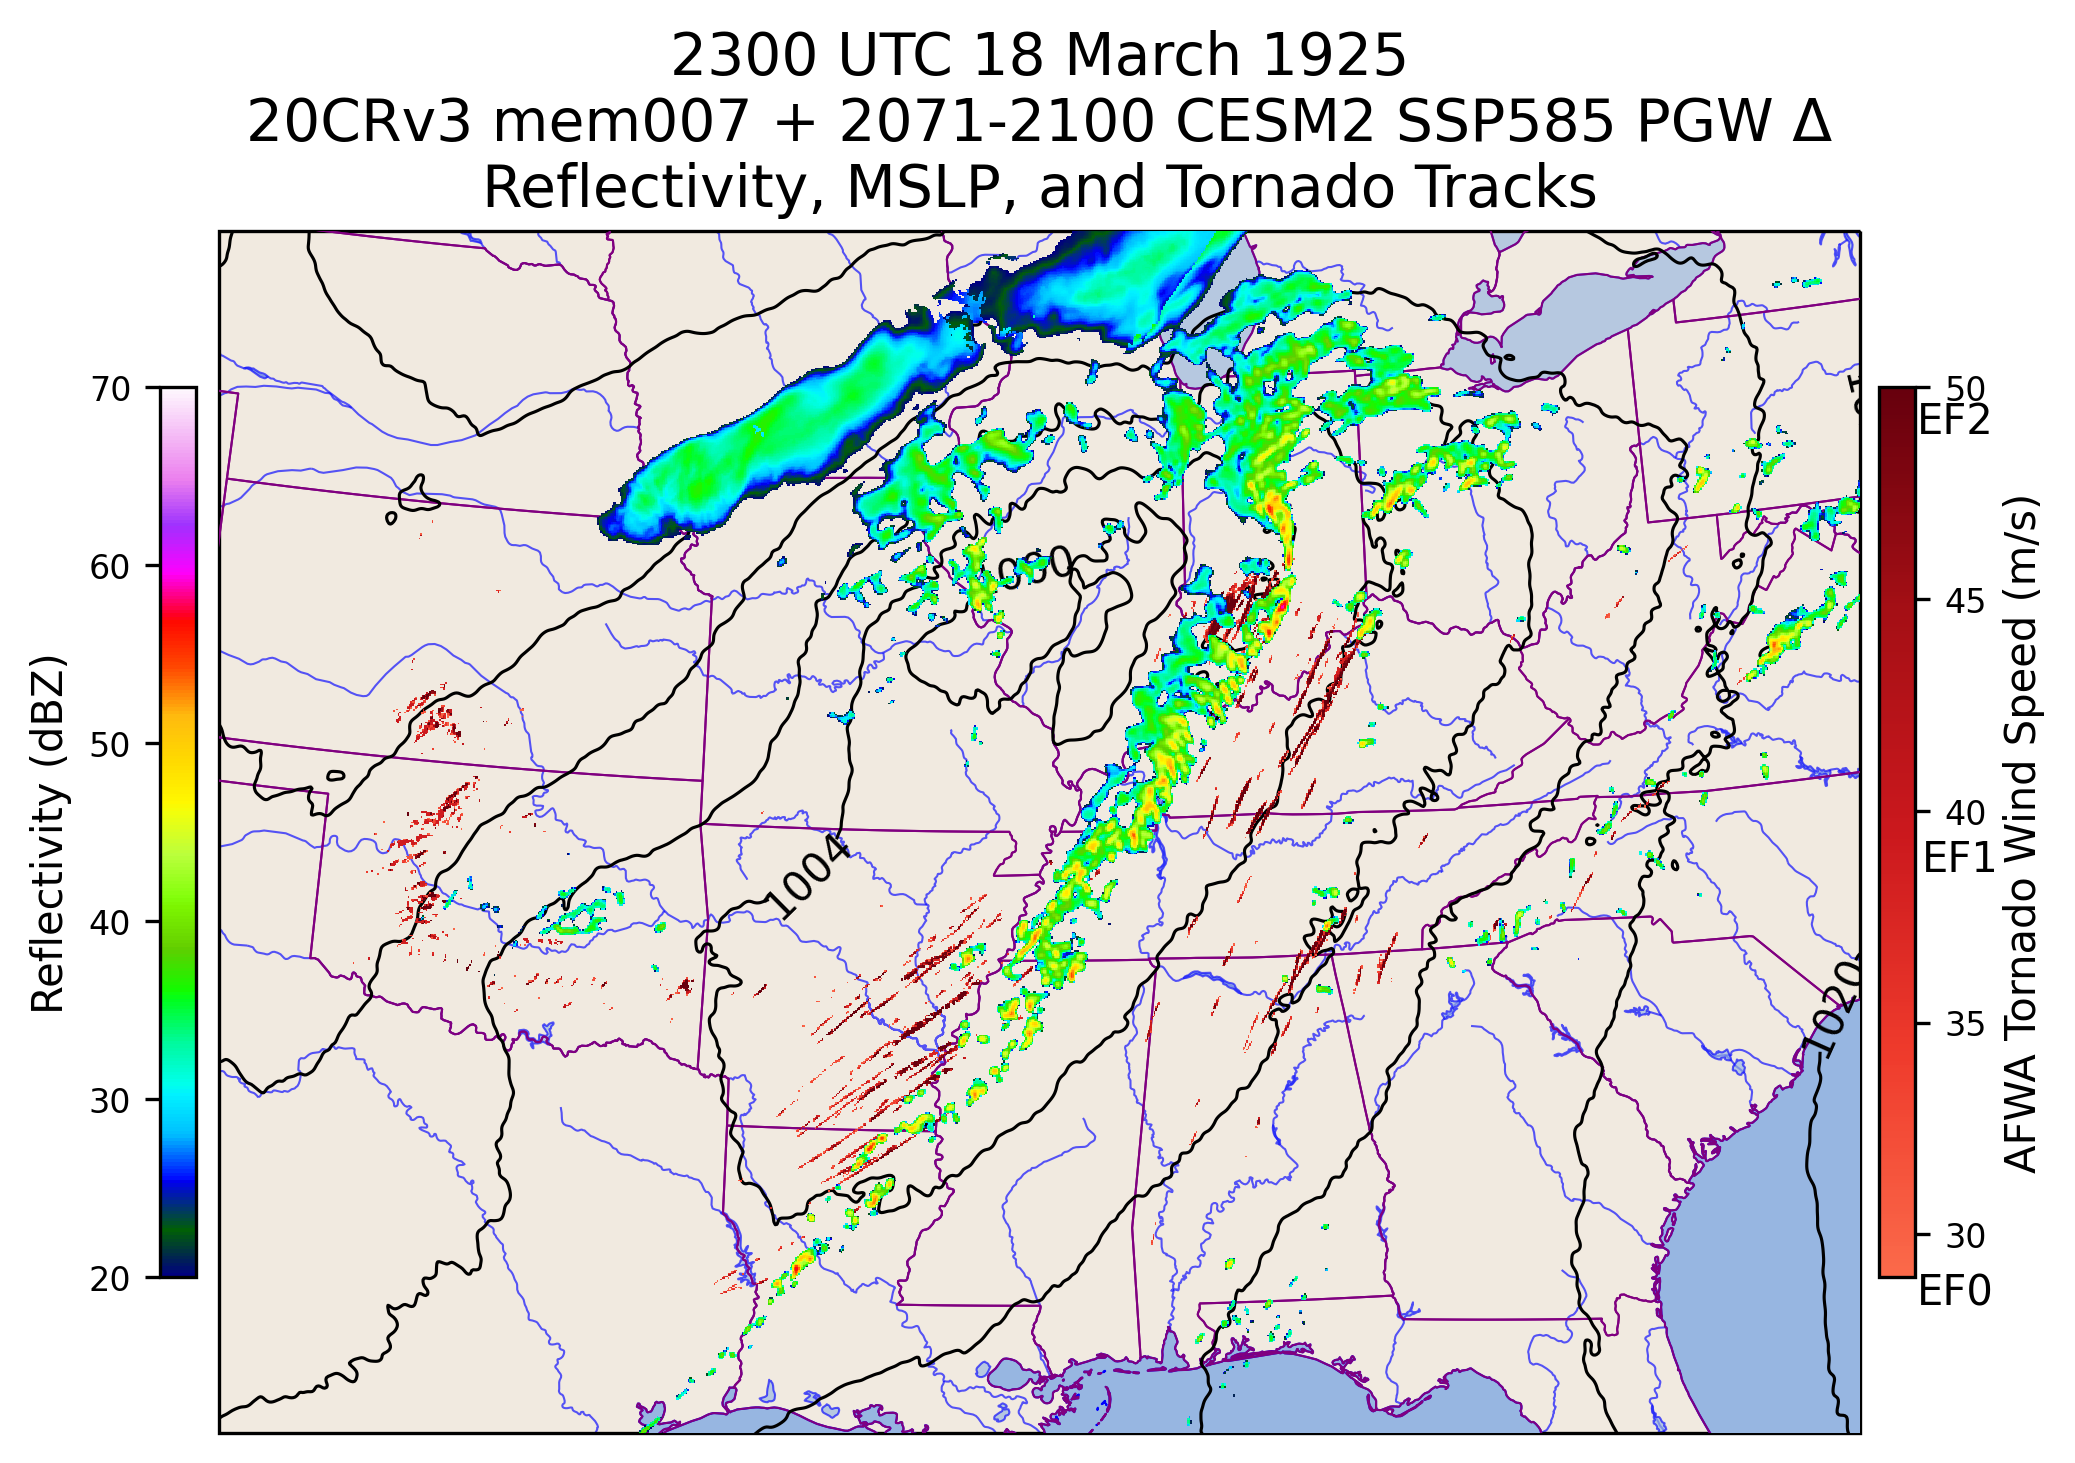 2300 UTC 18 March 1925
20CRv3 mem007 + 2071-2100 CESM2 SSP585 PGW Δ
Reflectivity, MSLP, and Tornado Tracks
Reflectivity (dBZ)
70
60
50
40
30
20
1004
1020
50
EF2
45
40
EF1
35
30
EF0
AFWA Tornado Wind Speed (m/s)